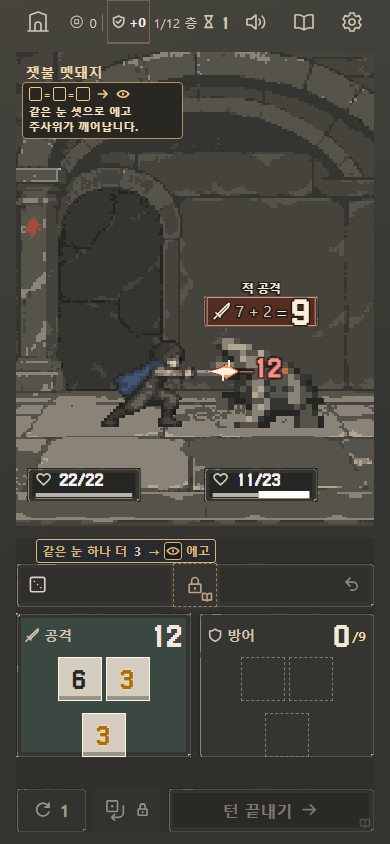 0 +0 1/12 층 1
잿불 멧돼지
= = →
같은 눈 셋으로 에고
주사위가 깨어납니다.
적 공격
7 + 2 = 9
-12
22/22
11/23
같은 눈 하나 더 3 → 에고
공격 12
방어 0/9
6 3
3
1
턴 끝내기 →